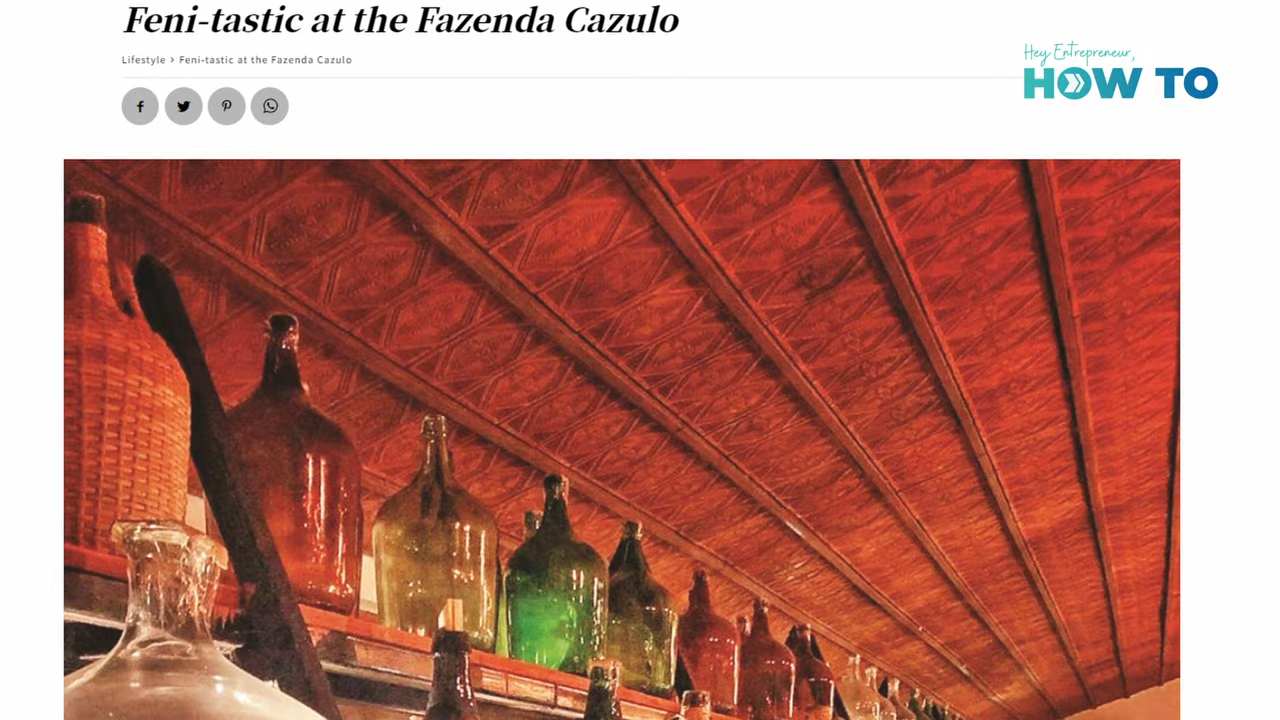 Feni-tastic at the Fazenda Cazulo
Lifestyle > Feni-tastic at the Fazenda Cazulo
Hey Entrepreneur,
HOW TO